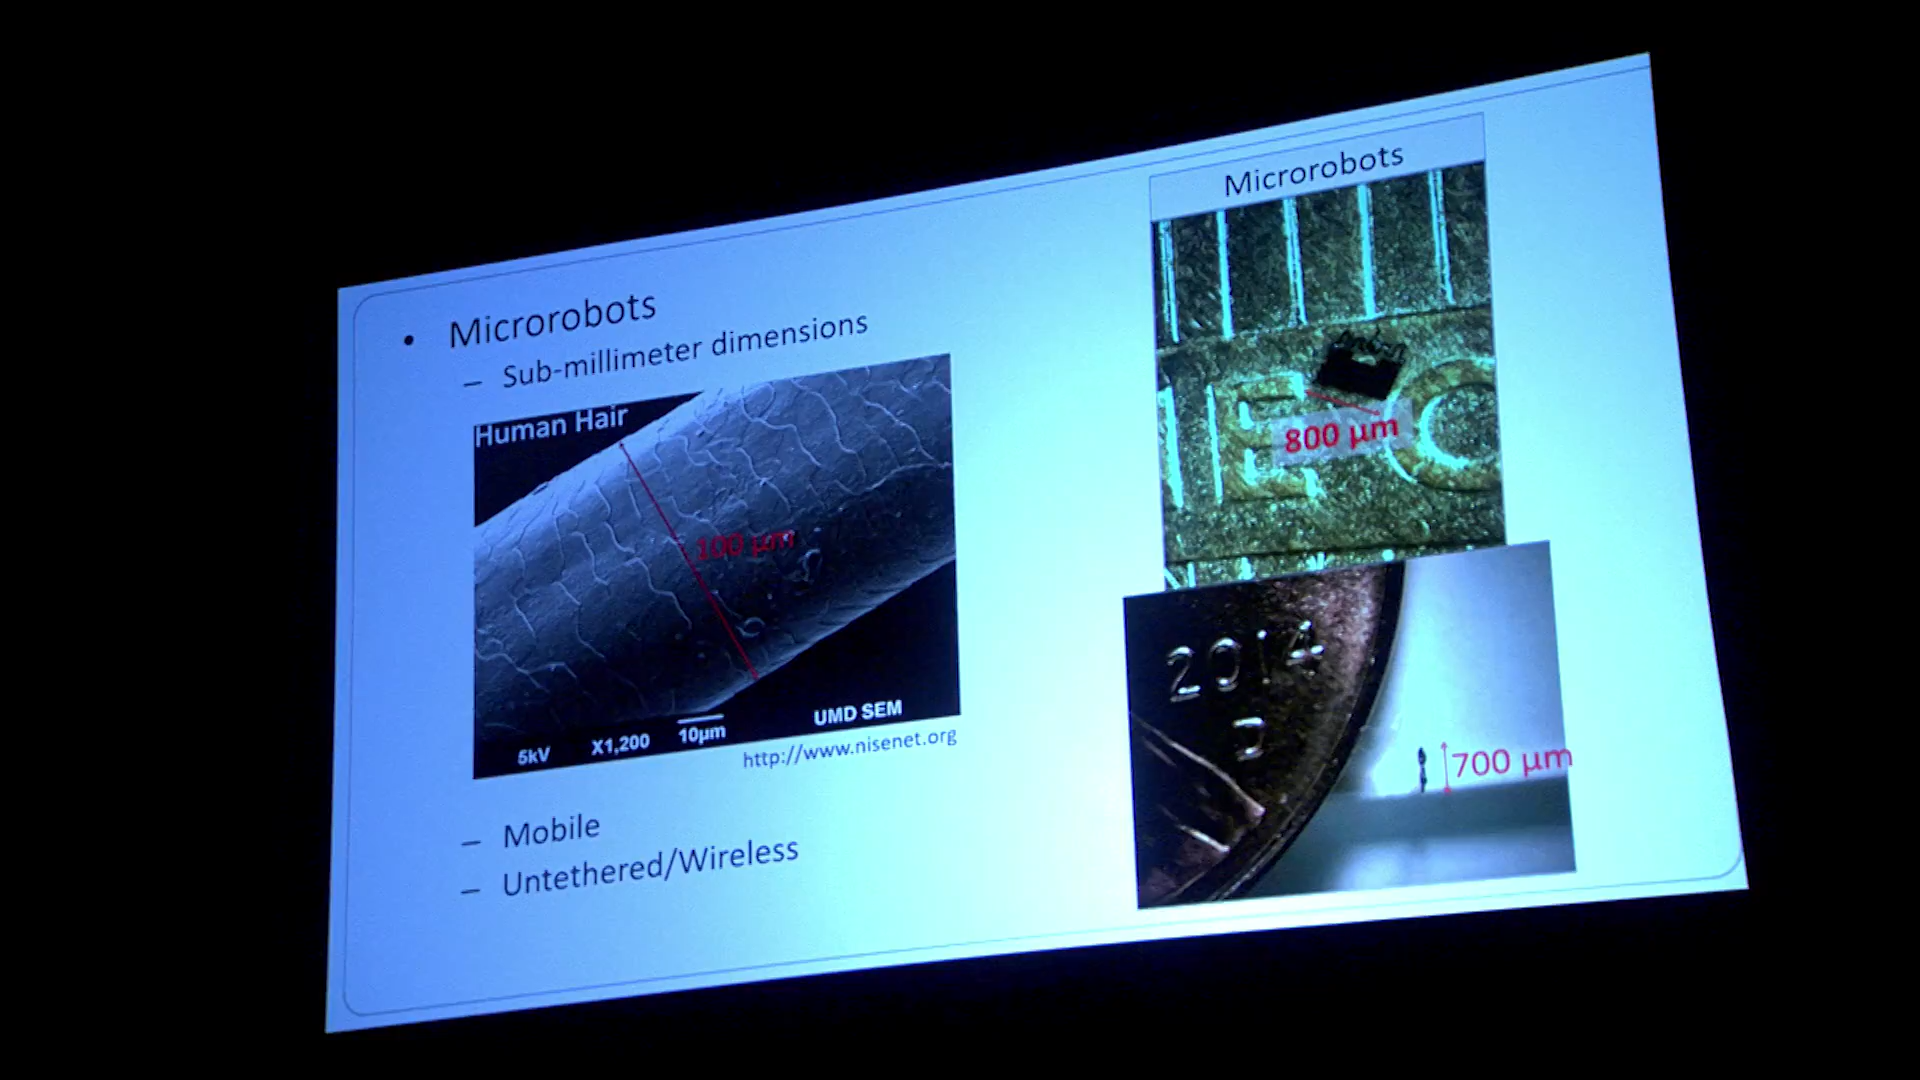 • Microrobots
– Sub-millimeter dimensions
Human Hair
100 µm
5kV X1,200 10µm UMD SEM
http://www.nisenet.org
– Mobile
– Untethered/Wireless
Microrobots
E
800 µm
2014
D
700 µm